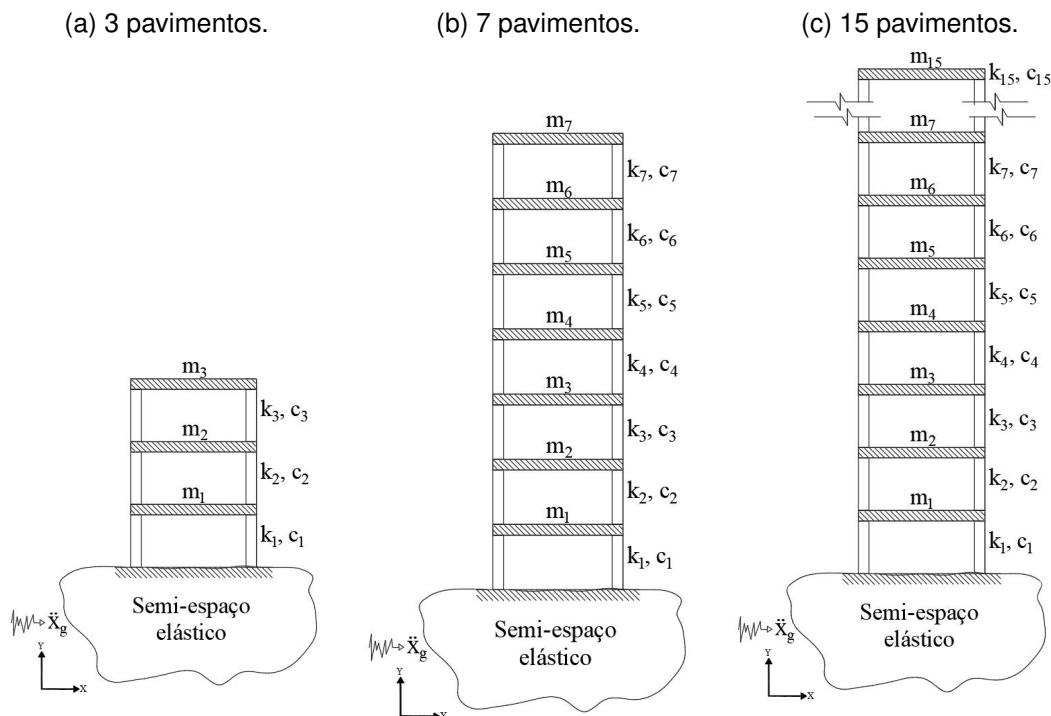 (a) 3 pavimentos.
m₃
k₃, c₃
m₂
k₂, c₂
m₁
k₁, c₁
Semi-espaço
elástico
Ẍg
Y
X
(b) 7 pavimentos.
m₇
k₇, c₇
m₆
k₆, c₆
m₅
k₅, c₅
m₄
k₄, c₄
m₃
k₃, c₃
m₂
k₂, c₂
m₁
k₁, c₁
Semi-espaço
elástico
Ẍg
Y
X
(c) 15 pavimentos.
m₁₅
k₁₅, c₁₅
m₇
k₇, c₇
m₆
k₆, c₆
m₅
k₅, c₅
m₄
k₄, c₄
m₃
k₃, c₃
m₂
k₂, c₂
m₁
k₁, c₁
Semi-espaço
elástico
Ẍg
Y
X